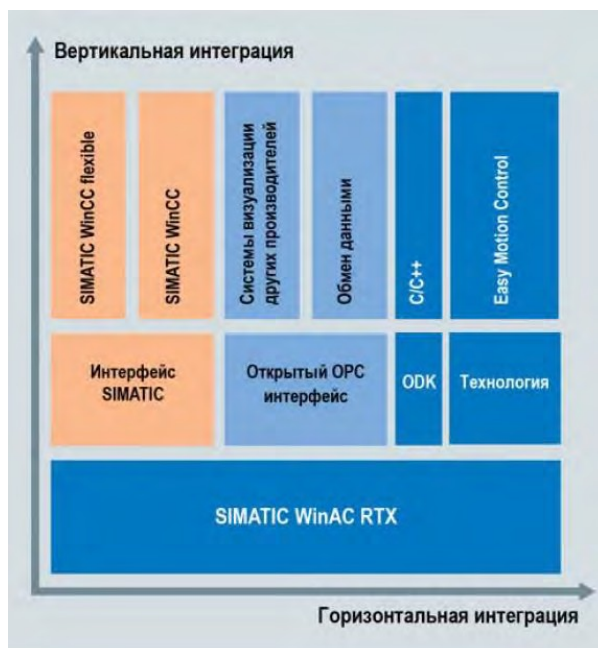 Вертикальная интеграция
SIMATIC WinCC flexible
SIMATIC WinCC
Системы визуализации
других производителей
Обмен данными
C/C++
Easy Motion Control
Интерфейс
SIMATIC
Открытый OPC
интерфейс
ODK
Технология
SIMATIC WinAC RTX
Горизонтальная интеграция